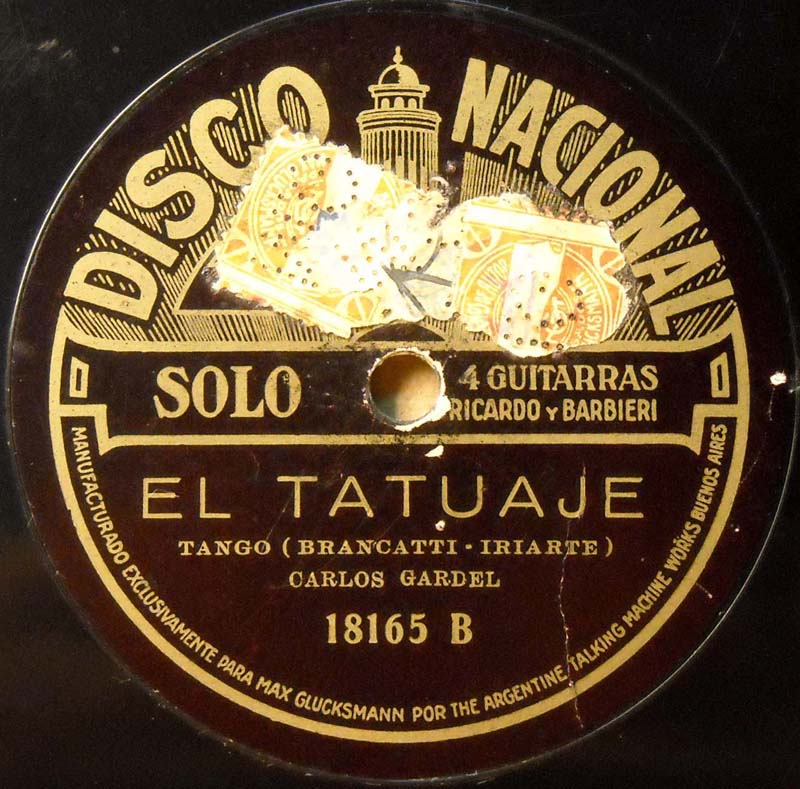 DISCO NACIONAL
SOLO
4 GUITARRAS
RICARDO Y BARBIERI
EL TATUAJE
TANGO (BRANCATTI - IRIARTE)
CARLOS GARDEL
18165 B
MANUFACTURADO EXCLUSIVAMENTE PARA MAX GLUCKSMANN POR THE ARGENTINE TALKING MACHINE WORKS BUENOS AIRES